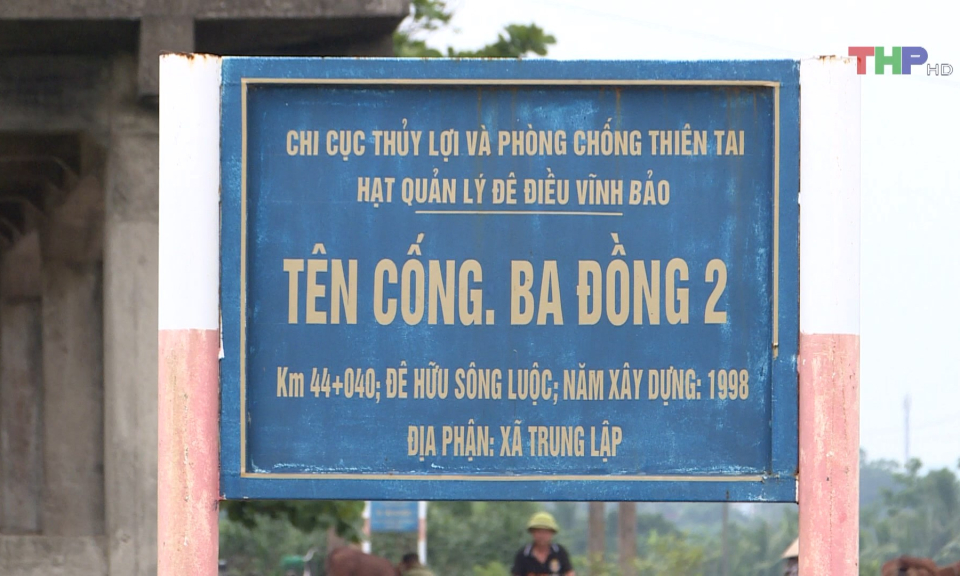 THP HD
CHI CỤC THỦY LỢI VÀ PHÒNG CHỐNG THIÊN TAI
HẠT QUẢN LÝ ĐÊ ĐIỀU VĨNH BẢO
TÊN CỐNG. BA ĐỒNG 2
Km 44+040; ĐÊ HỮU SÔNG LUỘC; NĂM XÂY DỰNG: 1998
ĐỊA PHẬN: XÃ TRUNG LẬP